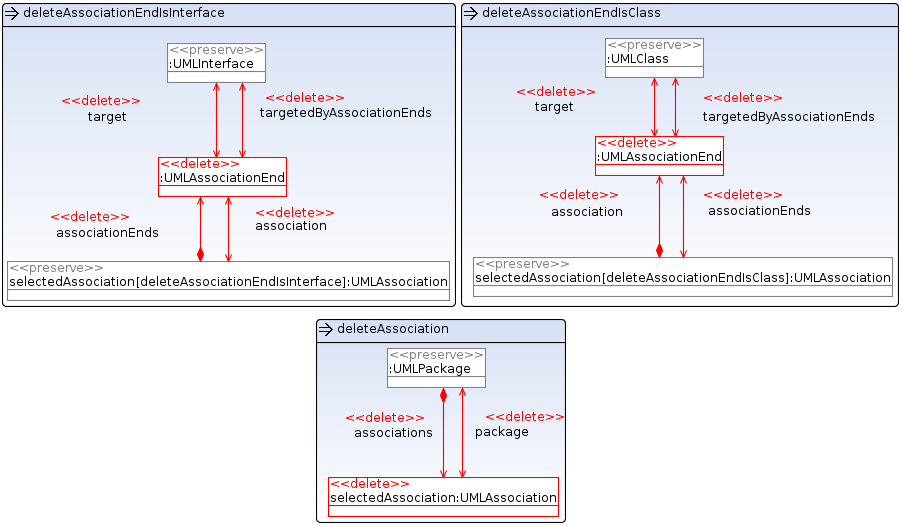 deleteAssociationEndIsInterface
<<preserve>>
:UMLInterface
<<delete>>
target
<<delete>>
targetedByAssociationEnds
<<delete>>
:UMLAssociationEnd
<<delete>>
associationEnds
<<delete>>
association
<<preserve>>
selectedAssociation[deleteAssociationEndIsInterface]:UMLAssociation
deleteAssociationEndIsClass
<<preserve>>
:UMLClass
<<delete>>
target
<<delete>>
targetedByAssociationEnds
<<delete>>
:UMLAssociationEnd
<<delete>>
association
<<delete>>
associationEnds
<<preserve>>
selectedAssociation[deleteAssociationEndIsClass]:UMLAssociation
deleteAssociation
<<preserve>>
:UMLPackage
<<delete>>
associations
<<delete>>
package
<<delete>>
selectedAssociation:UMLAssociation